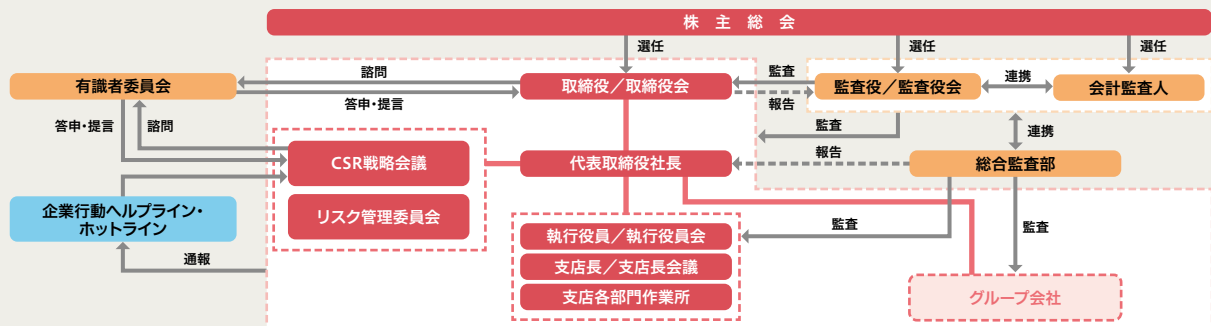 株主総会
選任
選任
選任
有識者委員会
諮問
取締役／取締役会
監査
監査役／監査役会
連携
会計監査人
答申・提言
報告
答申・提言
諮問
監査
連携
CSR戦略会議
代表取締役社長
報告
総合監査部
企業行動ヘルプライン・
ホットライン
リスク管理委員会
執行役員／執行役員会
監査
監査
通報
支店長／支店長会議
支店各部門作業所
グループ会社